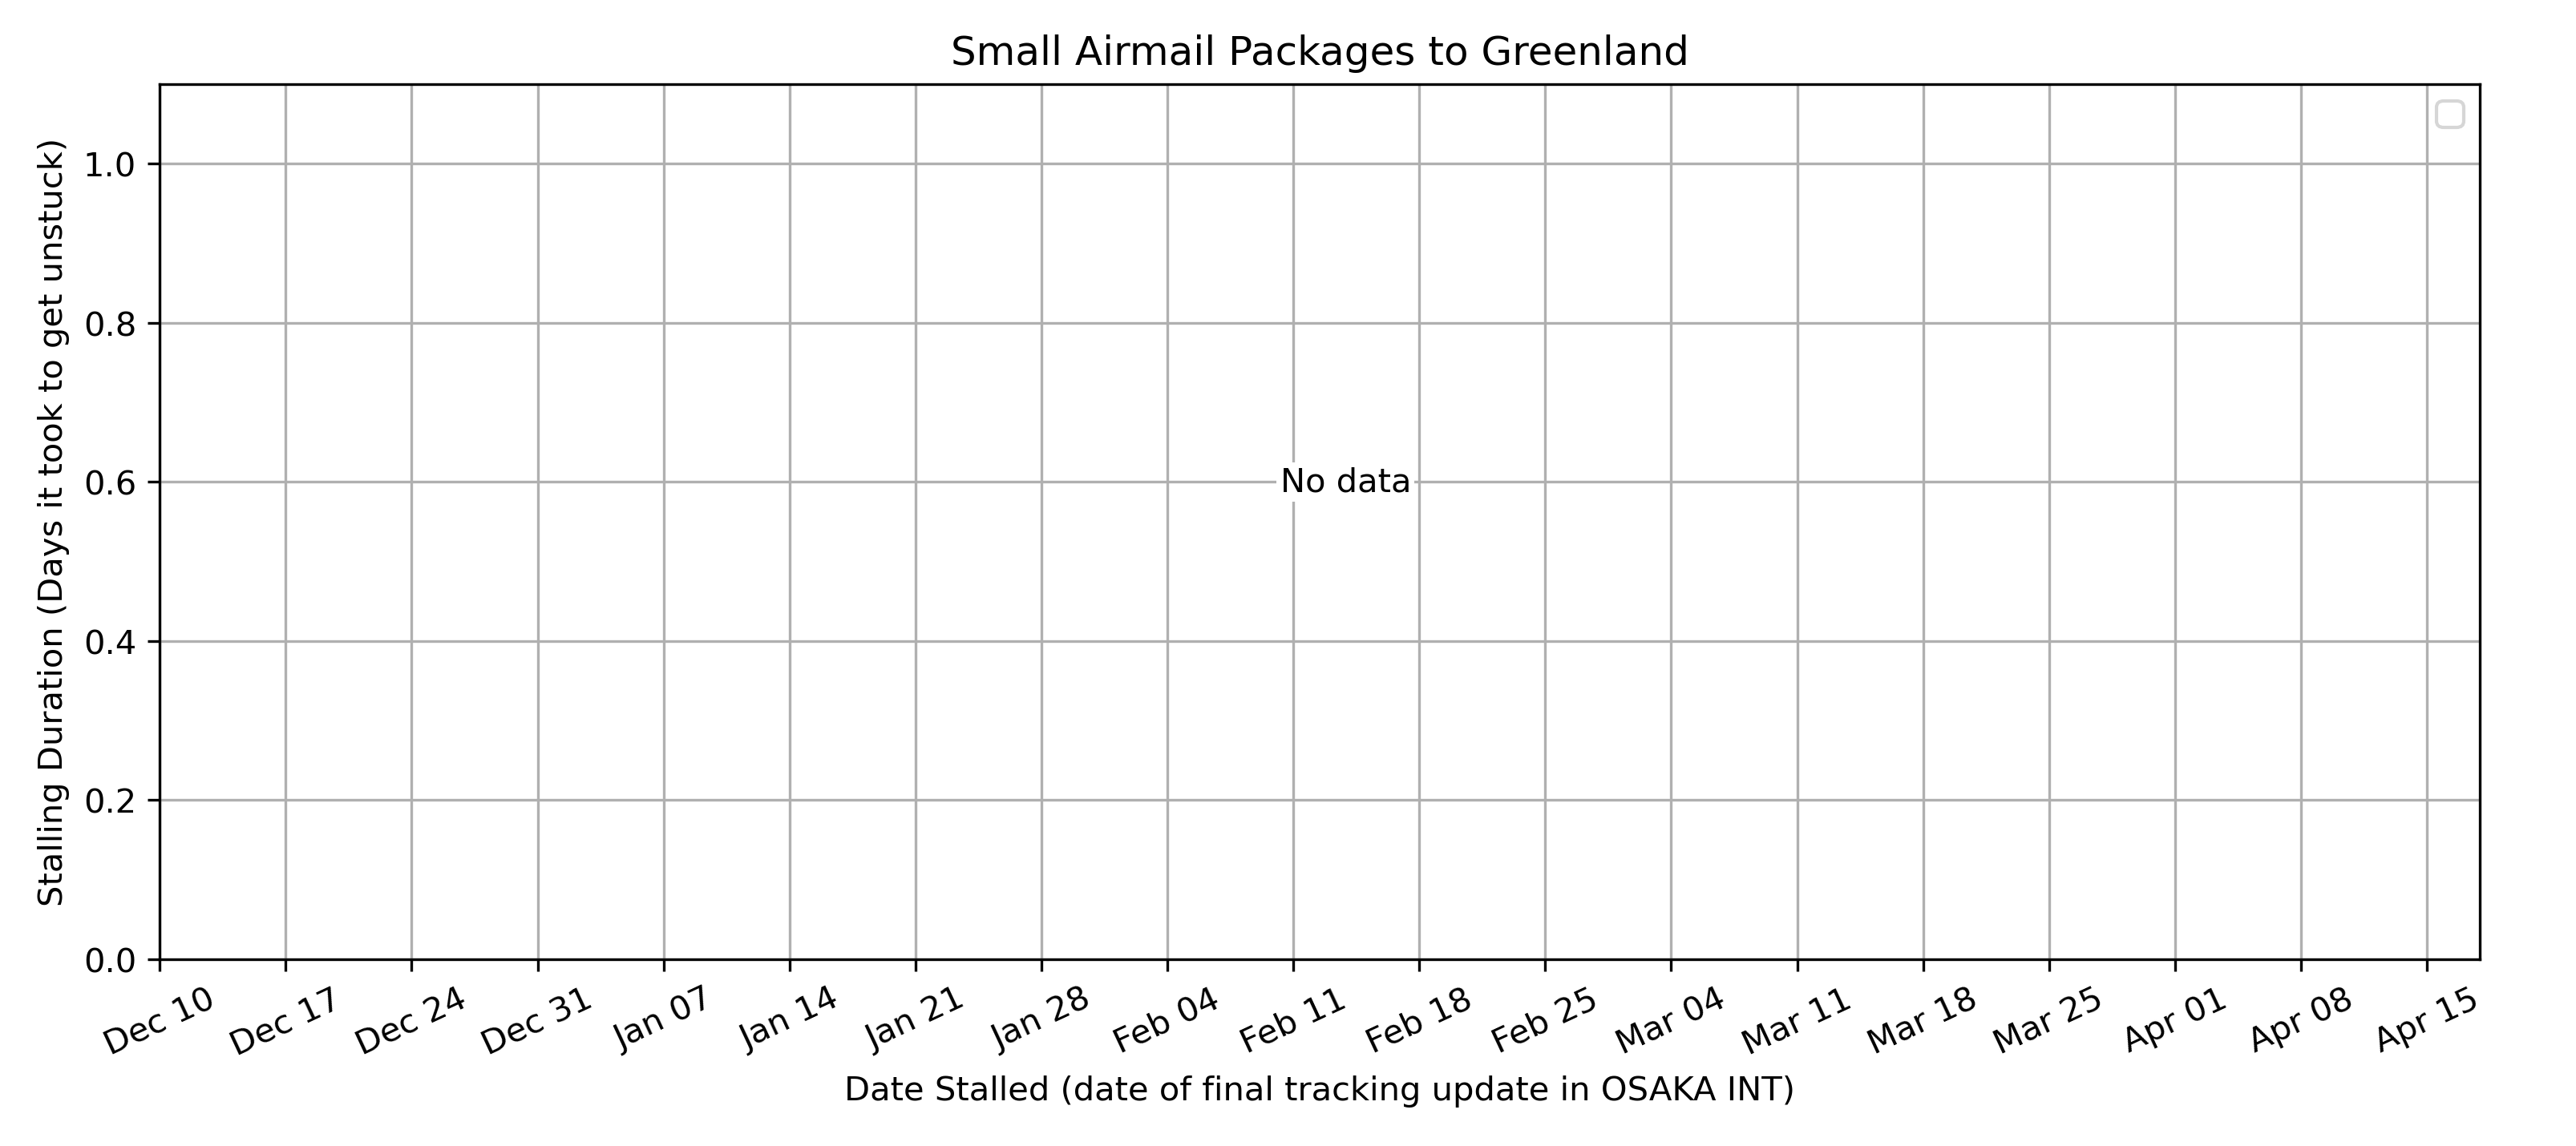 Small Airmail Packages to Greenland
Stalling Duration (Days it took to get unstuck)
1.0
0.8
0.6
0.4
0.2
0.0
No data
Dec 10 Dec 17 Dec 24 Dec 31 Jan 07 Jan 14 Jan 21 Jan 28 Feb 04 Feb 11 Feb 18 Feb 25 Mar 04 Mar 11 Mar 18 Mar 25 Apr 01 Apr 08 Apr 15
Date Stalled (date of final tracking update in OSAKA INT)